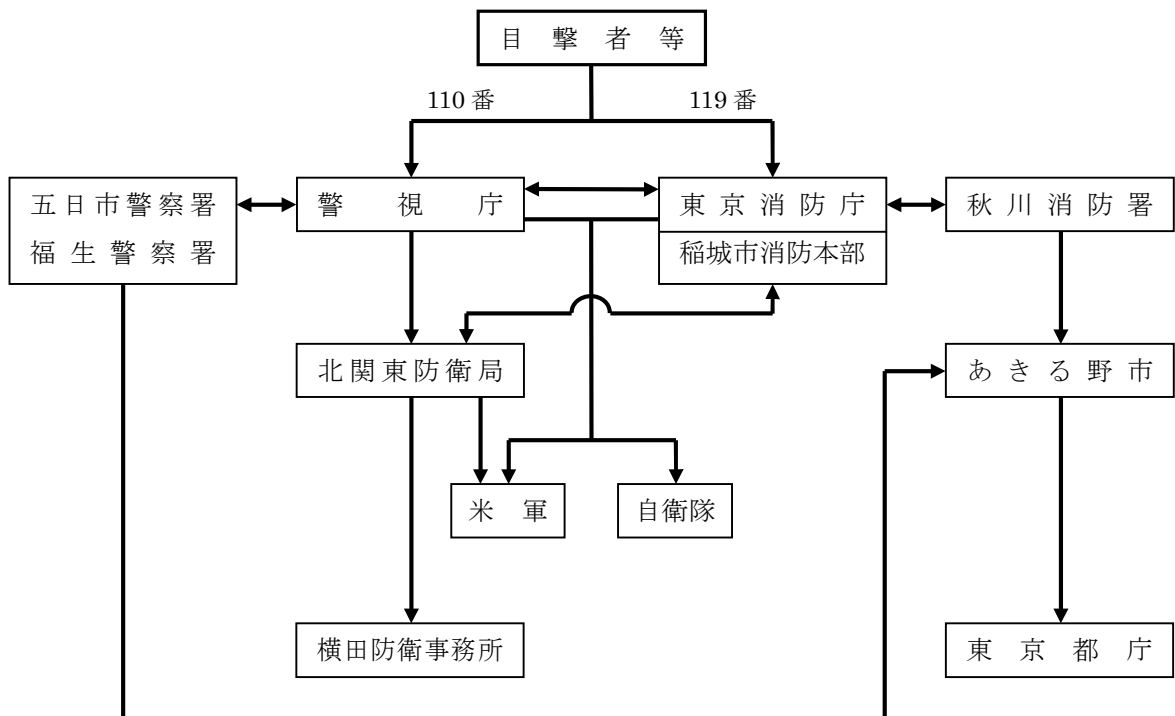 目撃者等
110番
119番
五日市警察署
福生警察署
警視庁
東京消防庁
稲城市消防本部
秋川消防署
北関東防衛局
あきる野市
米軍
自衛隊
横田防衛事務所
東京都庁